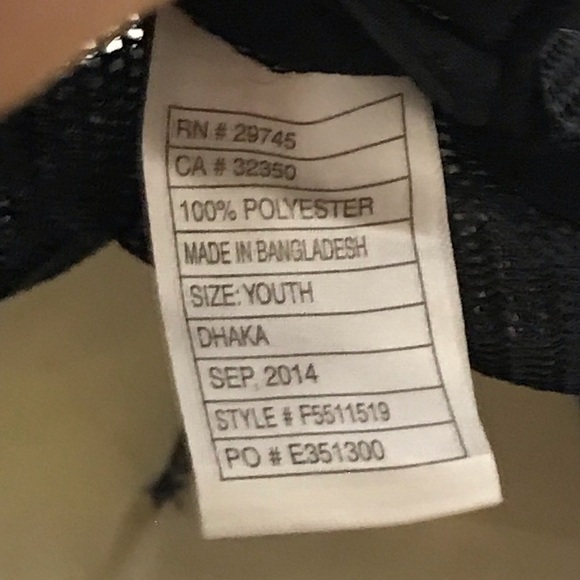 RN # 29745
CA # 32350
100% POLYESTER
MADE IN BANGLADESH
SIZE: YOUTH
DHAKA
SEP, 2014
STYLE # F5511519
PO # E351300